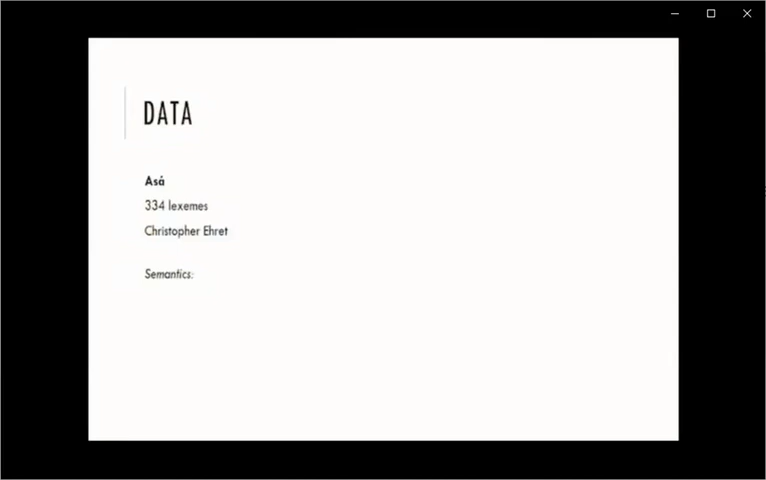 DATA
Asá
334 lexemes
Christopher Ehret
Semantics: